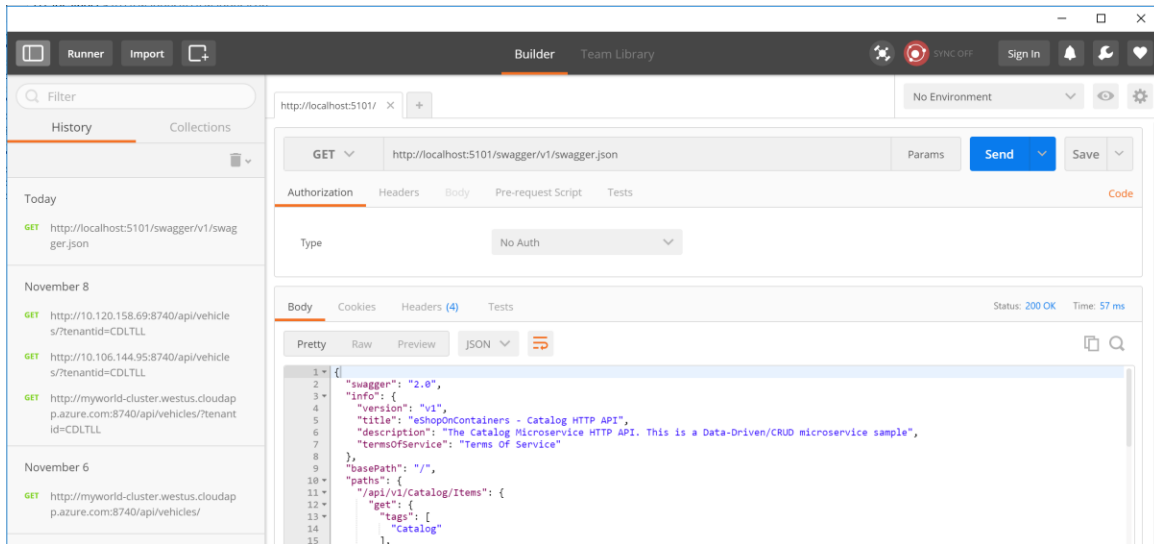 Runner Import Builder Team Library SYNC OFF Sign In
Filter
History Collections
Today
GET http://localhost:5101/swagger/v1/swag
ger.json
November 8
GET http://10.120.158.69:8740/api/vehicle
s/?tenantid=CDLTLL
GET http://10.106.144.95:8740/api/vehicle
s/?tenantid=CDLTLL
GET http://myworld-cluster.westus.cloudap
p.azure.com:8740/api/vehicles/?tenant
id=CDLTLL
November 6
GET http://myworld-cluster.westus.cloudap
p.azure.com:8740/api/vehicles/
http://localhost:5101/ No Environment
GET http://localhost:5101/swagger/v1/swagger.json Params Send Save
Authorization Headers Body Pre-request Script Tests Code
Type No Auth
Body Cookies Headers (4) Tests Status: 200 OK Time: 57 ms
Pretty Raw Preview JSON
1 {
2 "swagger": "2.0",
3 "info": {
4 "version": "v1",
5 "title": "eShopOnContainers - Catalog HTTP API",
6 "description": "The Catalog Microservice HTTP API. This is a Data-Driven/CRUD microservice sample",
7 "termsOfService": "Terms Of Service"
8 },
9 "basePath": "/",
10 "paths": {
11 "/api/v1/Catalog/Items": {
12 "get": {
13 "tags": [
14 "Catalog"
15 ],